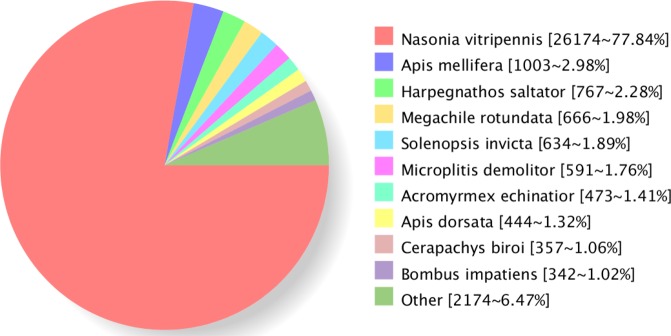 Nasonia vitripennis [26174~77.84%]
Apis mellifera [1003~2.98%]
Harpegnathos saltator [767~2.28%]
Megachile rotundata [666~1.98%]
Solenopsis invicta [634~1.89%]
Microplitis demolitor [591~1.76%]
Acromyrmex echinatior [473~1.41%]
Apis dorsata [444~1.32%]
Cerapachys biroi [357~1.06%]
Bombus impatiens [342~1.02%]
Other [2174~6.47%]